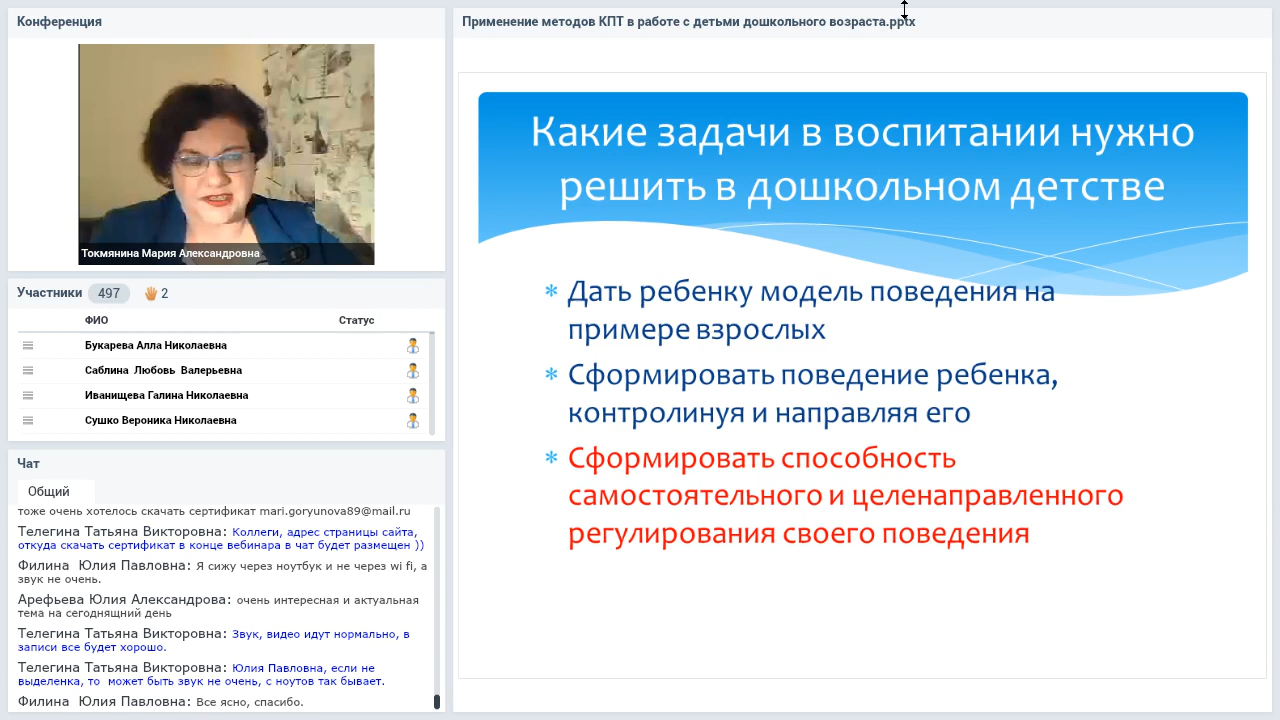 Конференция
Токмянина Мария Александровна
Участники 497 2
ФИО Статус
Букарева Алла Николаевна
Саблина Любовь Валерьевна
Иванищева Галина Николаевна
Сушко Вероника Николаевна
Чат
Общий
тоже очень хотелось скачать сертификат mari.goryunova89@mail.ru
Телегина Татьяна Викторовна: Коллеги, адрес страницы сайта,
откуда скачать сертификат в конце вебинара в чат будет размещен ))
Филина Юлия Павловна: Я сижу через ноутбук и не через wi fi, а
звук не очень.
Арефьева Юлия Александрова: очень интересная и актуальная
тема на сегоднящний день
Телегина Татьяна Викторовна: Звук, видео идут нормально, в
записи все будет хорошо.
Телегина Татьяна Викторовна: Юлия Павловна, если не
выделенка, то может быть звук не очень, с ноутов так бывает.
Филина Юлия Павловна: Все ясно, спасибо.
Применение методов КПТ в работе с детьми дошкольного возраста.pptx
Какие задачи в воспитании нужно
решить в дошкольном детстве
* Дать ребенку модель поведения на
примере взрослых
* Сформировать поведение ребенка,
контролинуя и направляя его
* Сформировать способность
самостоятельного и целенаправленного
регулирования своего поведения